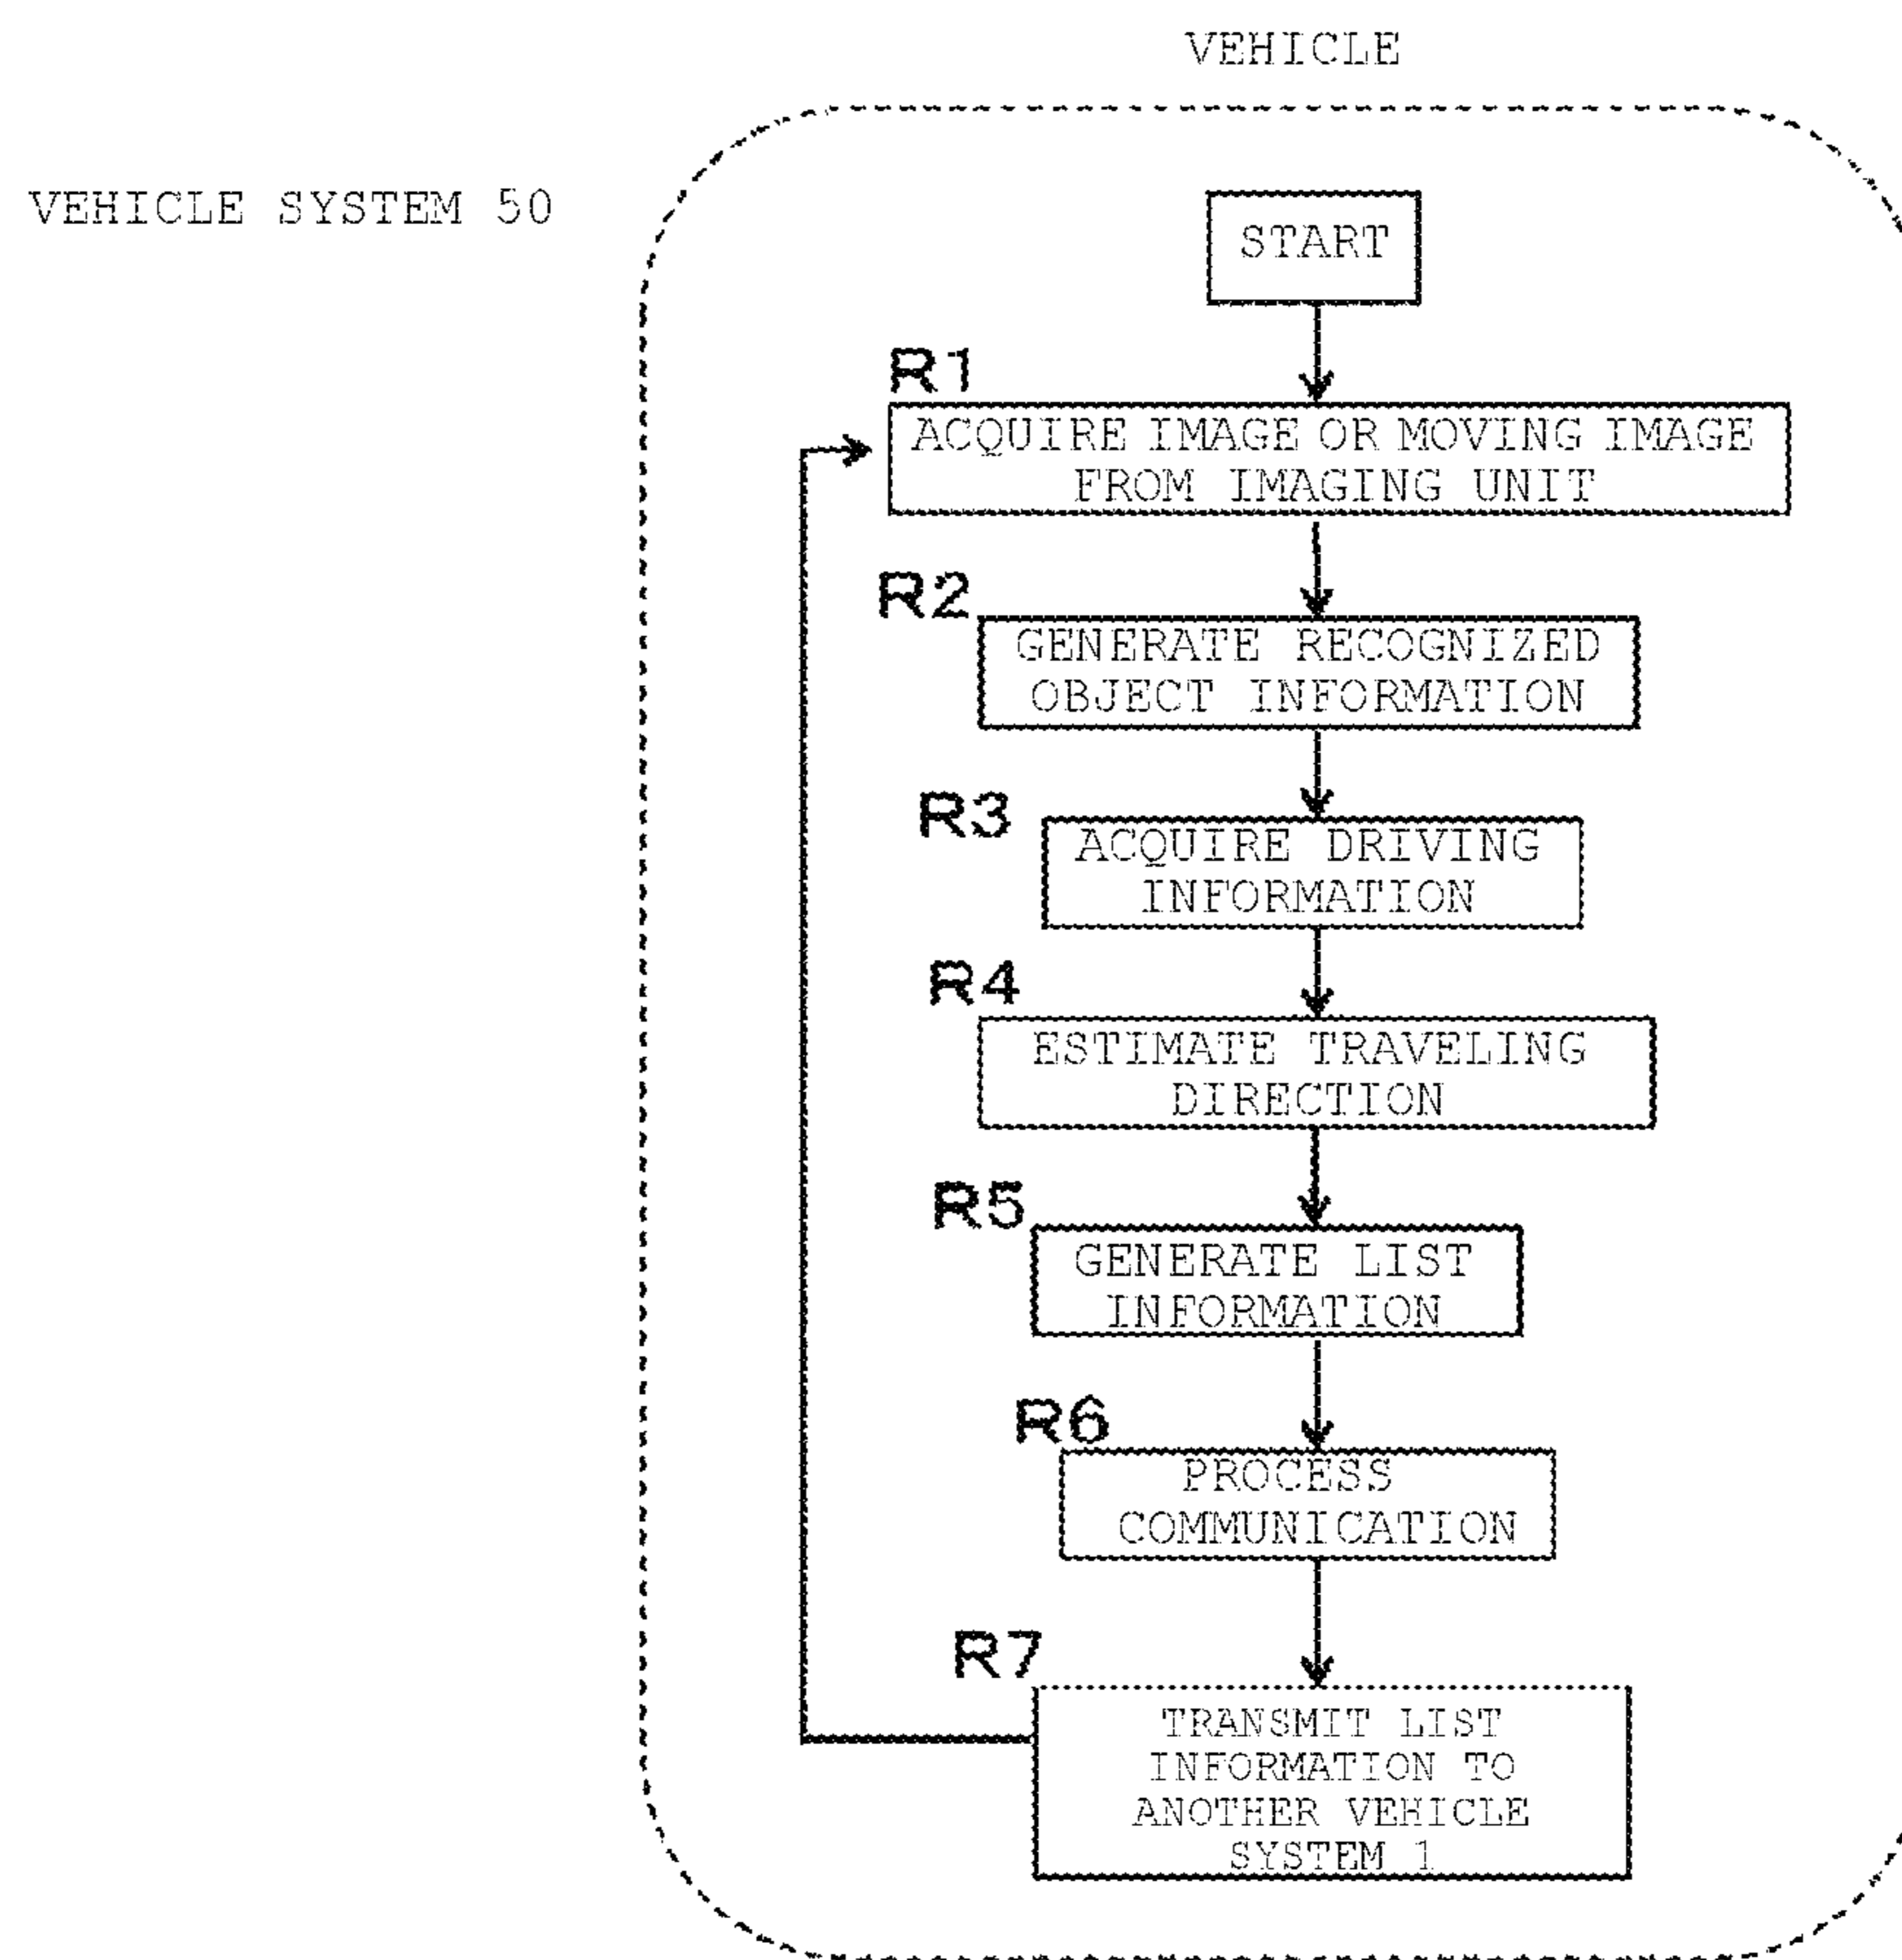 VEHICLE
VEHICLE SYSTEM 50
START
R1
ACQUIRE IMAGE OR MOVING IMAGE
FROM IMAGING UNIT
R2
GENERATE RECOGNIZED
OBJECT INFORMATION
R3
ACQUIRE DRIVING
INFORMATION
R4
ESTIMATE TRAVELING
DIRECTION
R5
GENERATE LIST
INFORMATION
R6
PROCESS
COMMUNICATION
R7
TRANSMIT LIST
INFORMATION TO
ANOTHER VEHICLE
SYSTEM 1